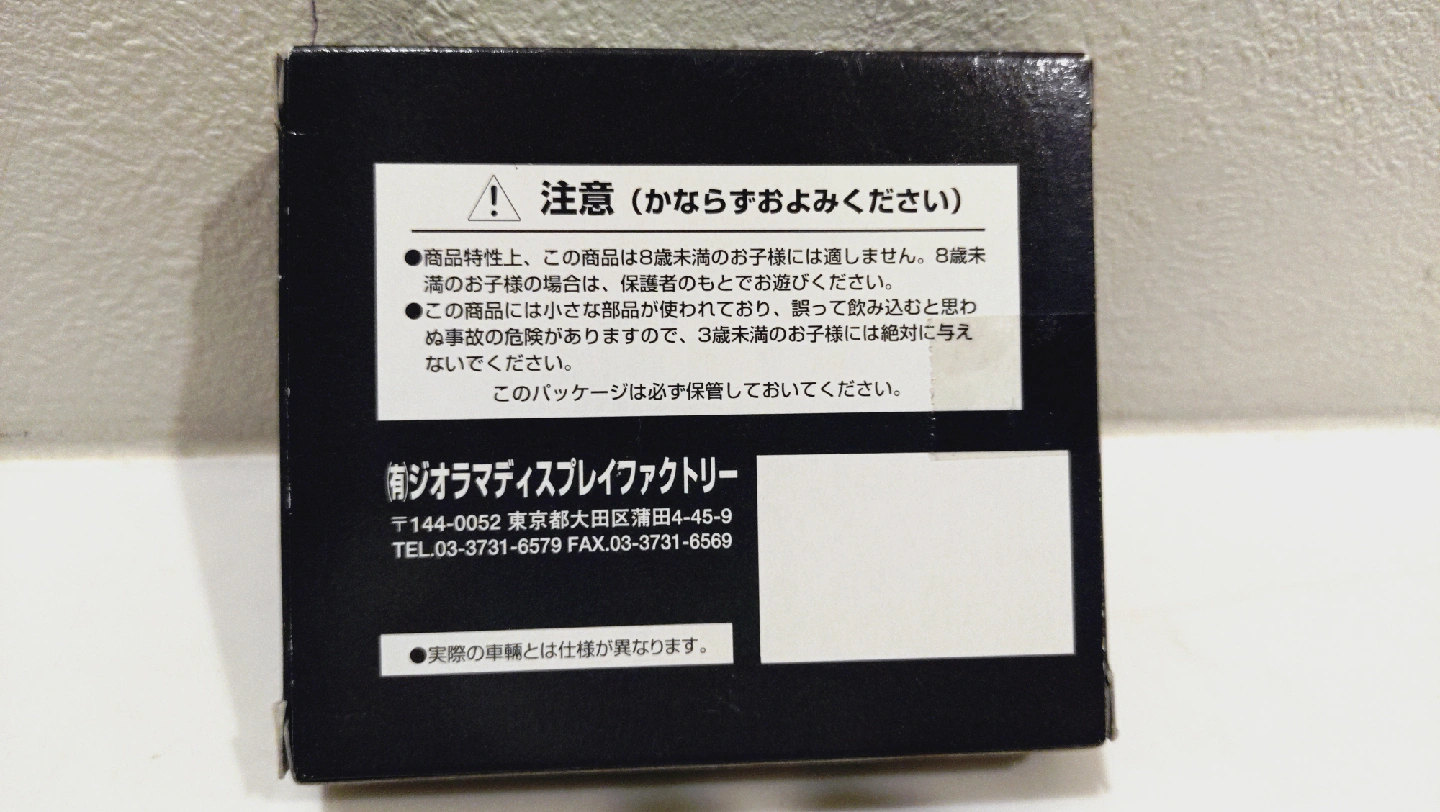 注意（かならずおよみください）
●商品特性上、この商品は8歳未満のお子様には適しません。8歳未
満のお子様の場合は、保護者のもとでお遊びください。
●この商品には小さな部品が使われており、誤って飲み込むと思わ
ぬ事故の危険がありますので、3歳未満のお子様には絶対に与え
ないでください。
このパッケージは必ず保管しておいてください。
㈲ジオラマディスプレイファクトリー
〒144-0052 東京都大田区蒲田4-45-9
TEL.03-3731-6579 FAX.03-3731-6569
●実際の車輛とは仕様が異なります。